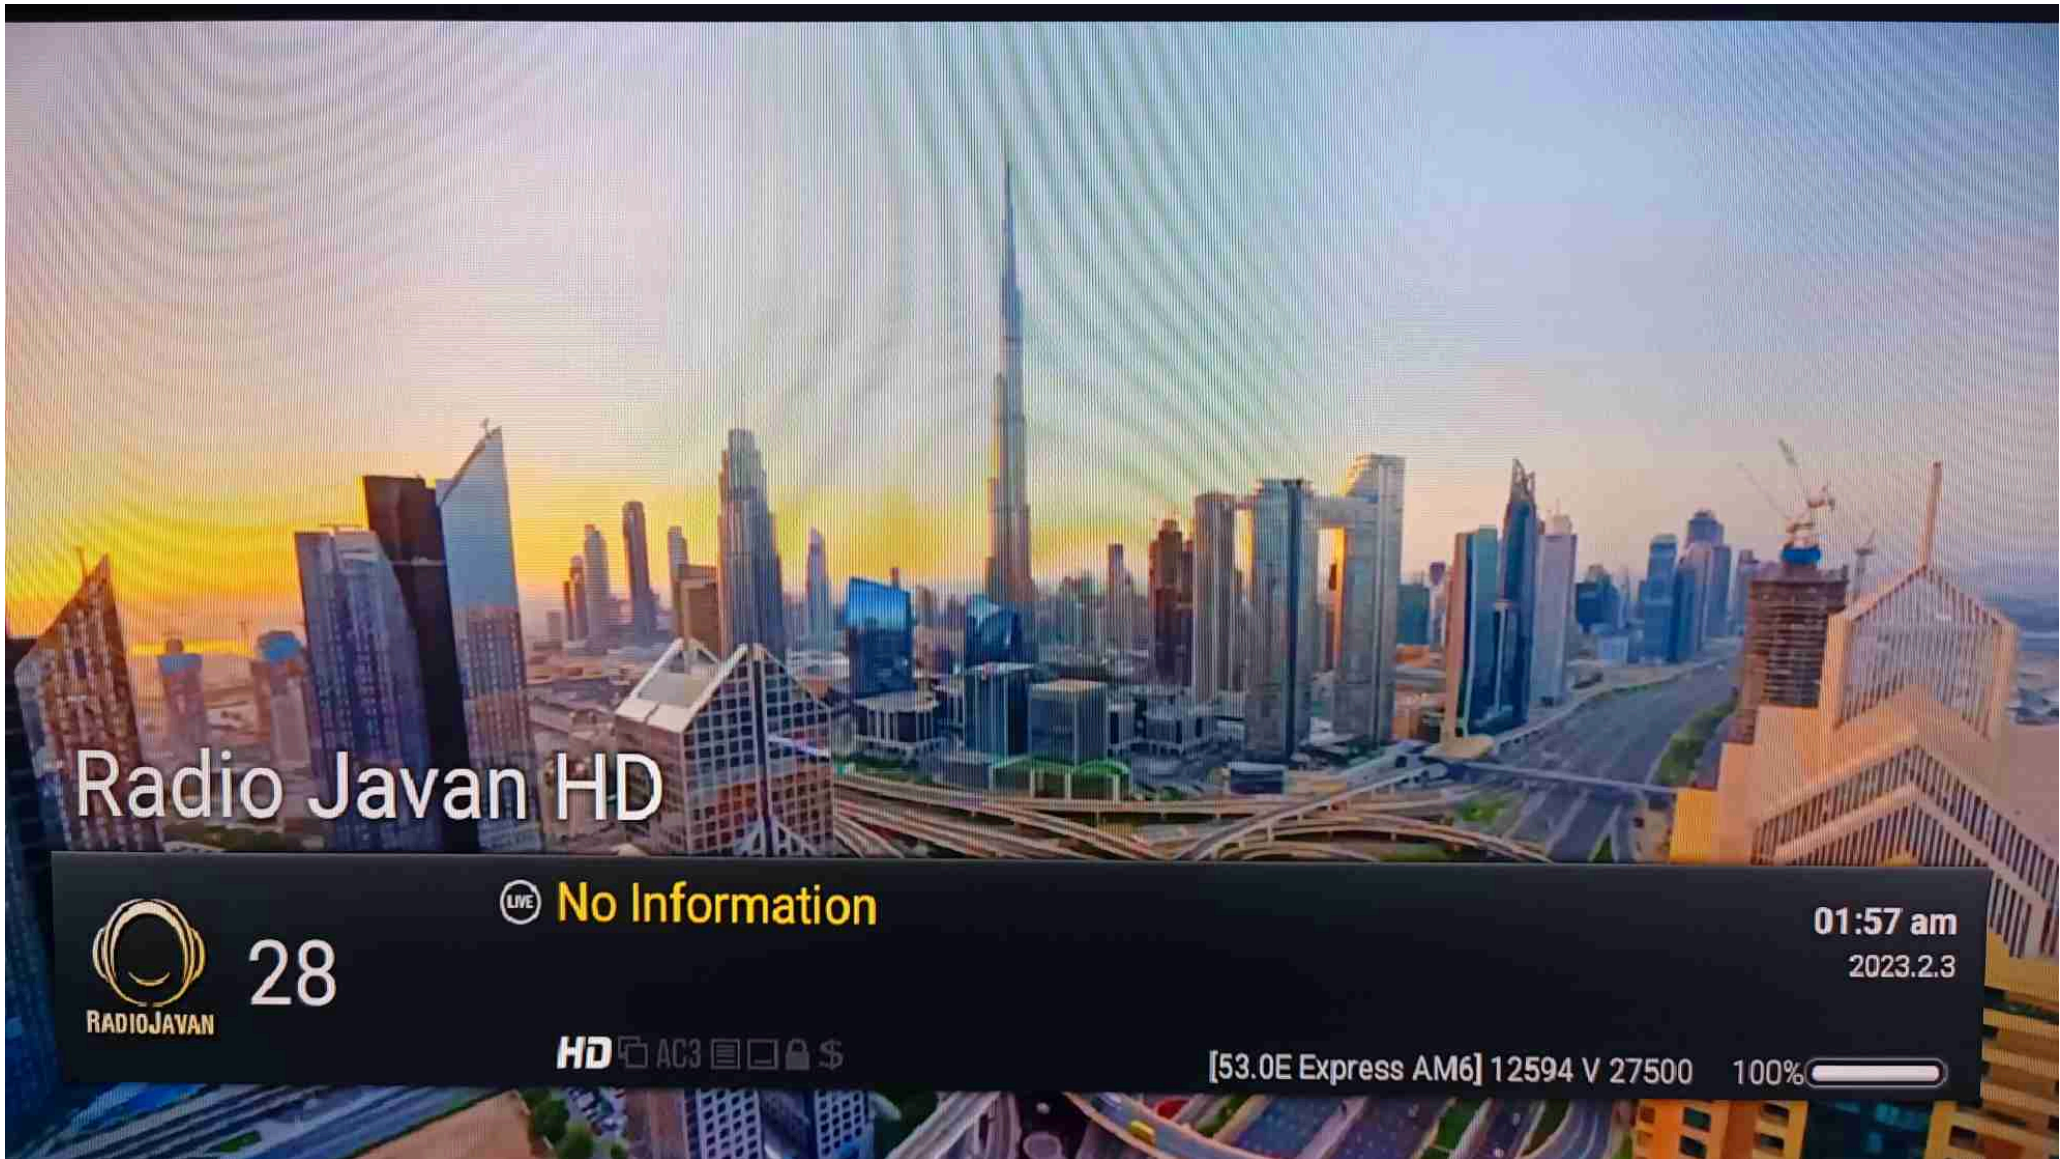 Radio Javan HD
LIVE No Information
01:57 am
28
2023.2.3
RADIOJAVAN
HD AC3 $
[53.0E Express AM6] 12594 V 27500 100%